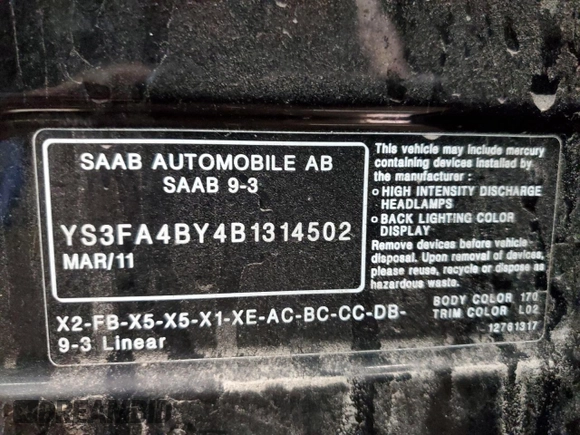 SAAB AUTOMOBILE AB
SAAB 9-3
YS3FA4BY4B1314502
MAR/11
X2-FB-X5-X5-X1-XE-AC-BC-CC-DB-
9-3 Linear
This vehicle may include mercury
containing devices installed by
the manufacturer :
o HIGH INTENSITY DISCHARGE
HEADLAMPS
o BACK LIGHTING COLOR
DISPLAY
Remove devices before vehicle
disposal. Upon removal of devices,
please reuse, recycle or dispose as
hazardous waste.
BODY COLOR 170
TRIM COLOR L02
12761317
DREAMBID